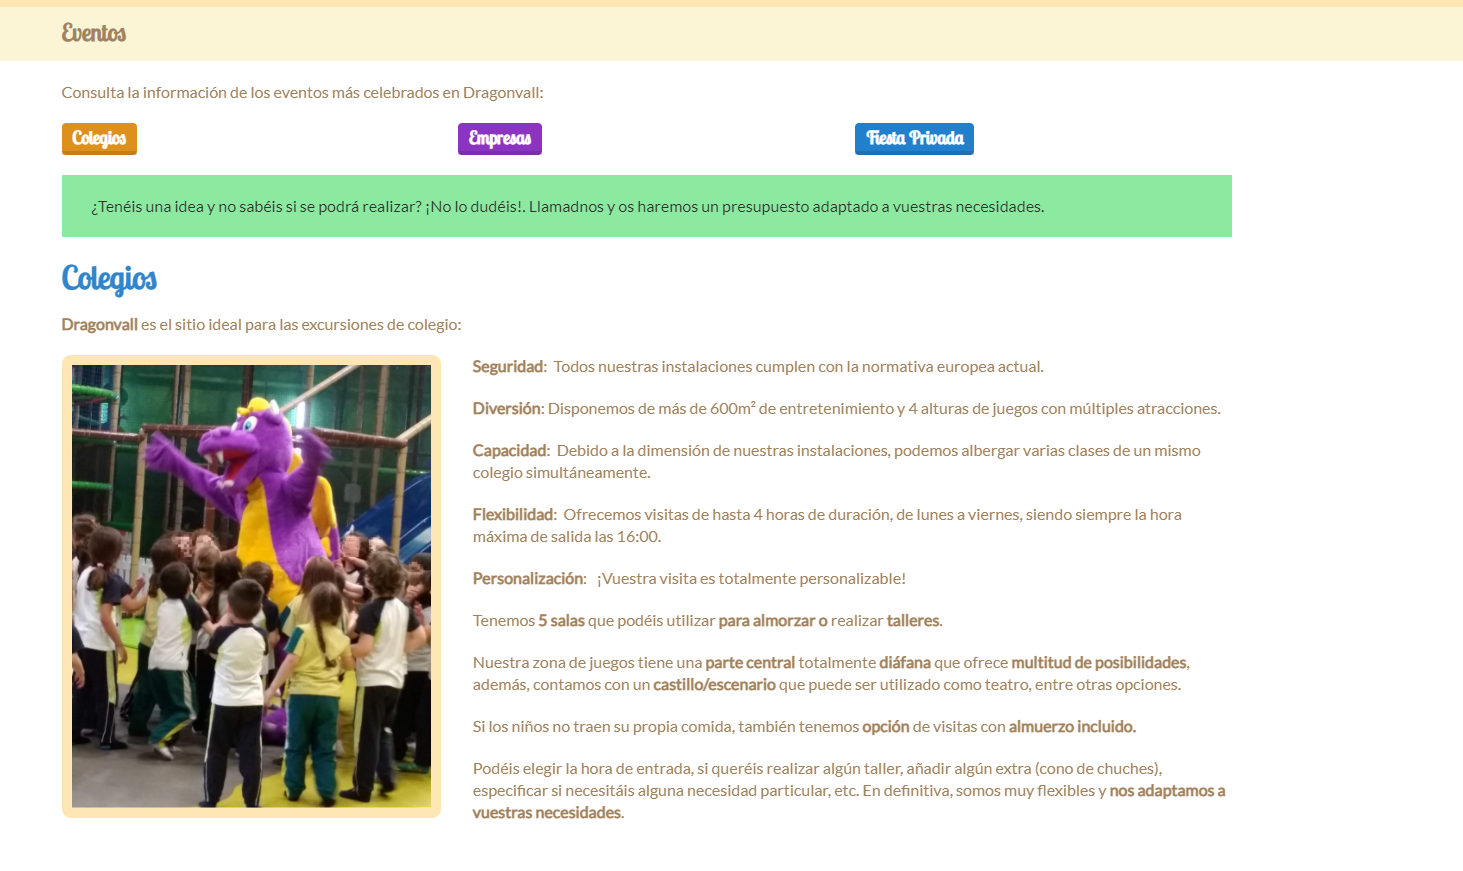 Eventos
Consulta la información de los eventos más celebrados en Dragonvall:
Colegios
Empresas
Fiesta Privada
¿Tenéis una idea y no sabéis si se podrá realizar? ¡No lo dudéis!. Llamadnos y os haremos un presupuesto adaptado a vuestras necesidades.
Colegios
Dragonvall es el sitio ideal para las excursiones de colegio:
Seguridad: Todos nuestras instalaciones cumplen con la normativa europea actual.
Diversión: Disponemos de más de 600m² de entretenimiento y 4 alturas de juegos con múltiples atracciones.
Capacidad: Debido a la dimensión de nuestras instalaciones, podemos albergar varias clases de un mismo
colegio simultáneamente.
Flexibilidad: Ofrecemos visitas de hasta 4 horas de duración, de lunes a viernes, siendo siempre la hora
máxima de salida las 16:00.
Personalización: ¡Vuestra visita es totalmente personalizable!
Tenemos 5 salas que podéis utilizar para almorzar o realizar talleres.
Nuestra zona de juegos tiene una parte central totalmente diáfana que ofrece multitud de posibilidades,
además, contamos con un castillo/escenario que puede ser utilizado como teatro, entre otras opciones.
Si los niños no traen su propia comida, también tenemos opción de visitas con almuerzo incluido.
Podéis elegir la hora de entrada, si queréis realizar algún taller, añadir algún extra (cono de chuches),
especificar si necesitáis alguna necesidad particular, etc. En definitiva, somos muy flexibles y nos adaptamos a
vuestras necesidades.